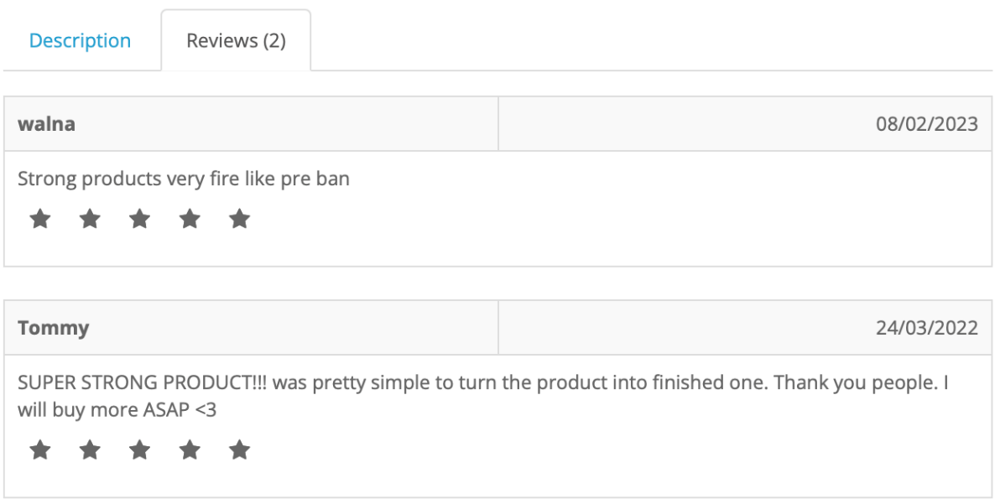 Description
Reviews (2)
walna
08/02/2023
Strong products very fire like pre ban
Tommy
24/03/2022
SUPER STRONG PRODUCT!!! was pretty simple to turn the product into finished one. Thank you people. I
will buy more ASAP <3